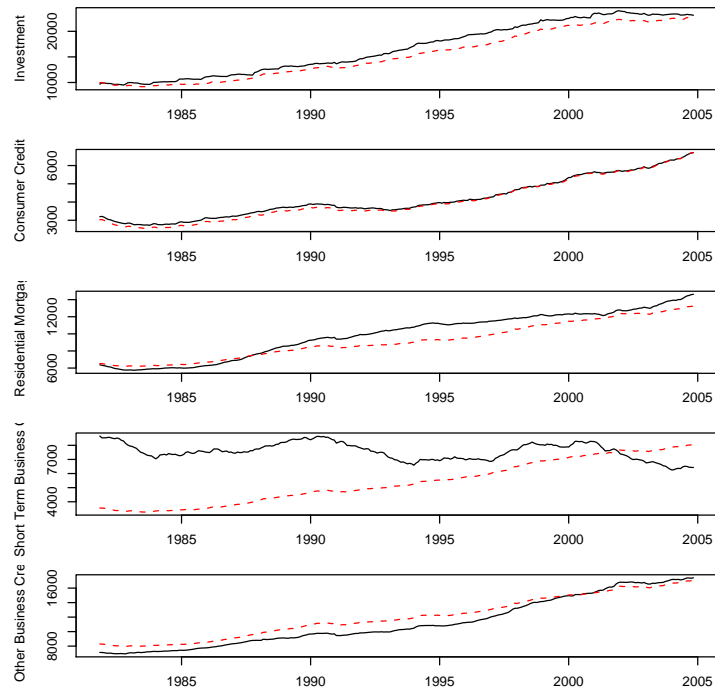 Investment
20000
10000
1985 1990 1995 2000 2005
Consumer Credit
6000
3000
1985 1990 1995 2000 2005
Residential Mortga
12000
6000
1985 1990 1995 2000 2005
Short Term Business
7000
4000
1985 1990 1995 2000 2005
Other Business Cre
16000
8000
1985 1990 1995 2000 2005